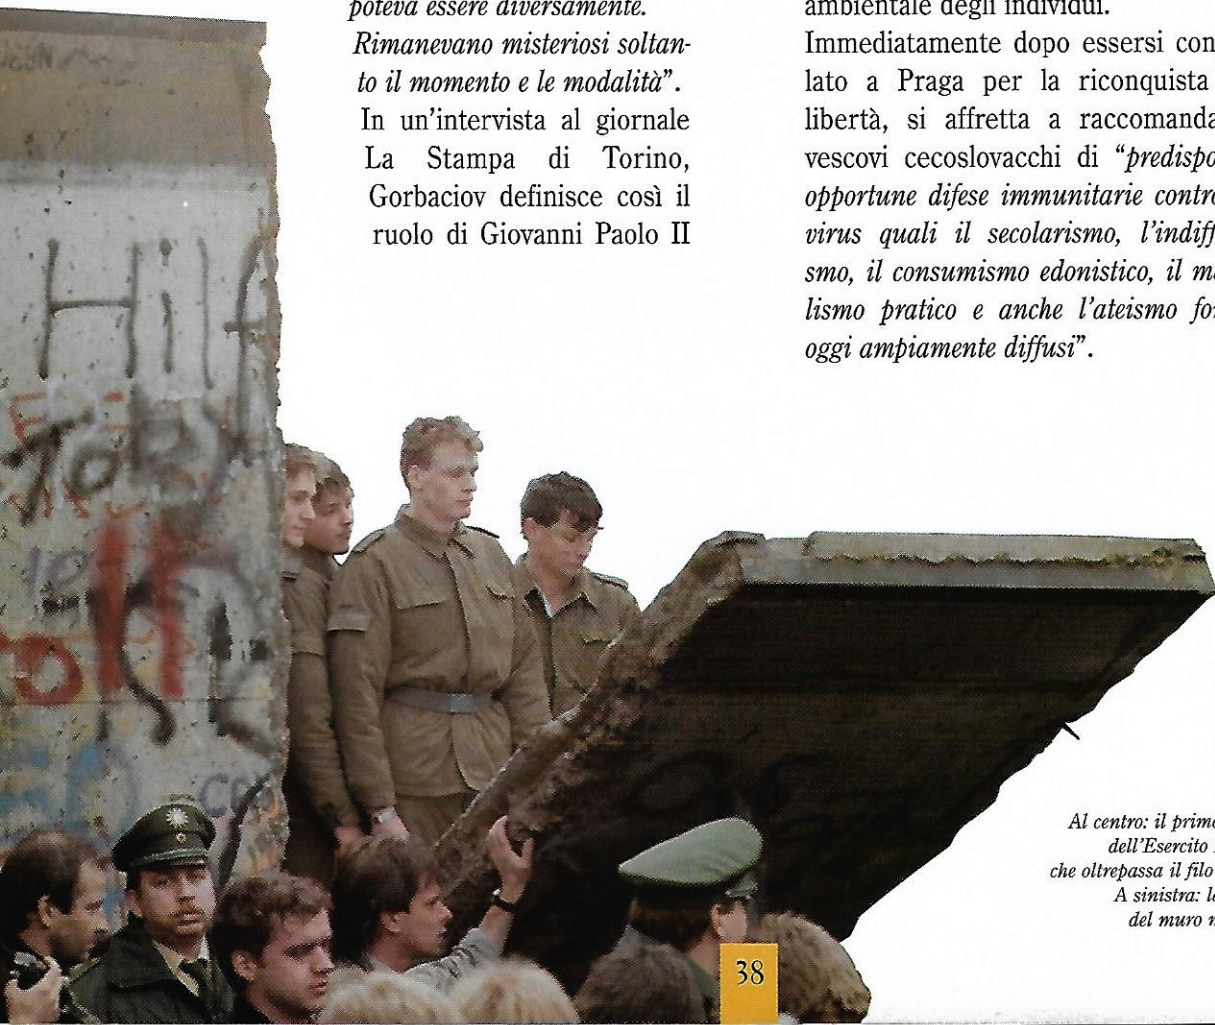 poteva essere diversamente.
Rimanevano misteriosi soltan-
to il momento e le modalità”.
In un’intervista al giornale
La Stampa di Torino,
Gorbaciov definisce così il
ruolo di Giovanni Paolo II
ambientale degli individui.
Immediatamente dopo essersi con
lato a Praga per la riconquista
libertà, si affretta a raccomanda
vescovi cecoslovacchi di “predispo
opportune difese immunitarie contr
virus quali il secolarismo, l’indiff
smo, il consumismo edonistico, il m
lismo pratico e anche l’ateismo fo
oggi ampiamente diffusi”.
Hilf
Al centro: il prim
dell’Esercito
che oltrepassa il filo
A sinistra: l
del muro
38